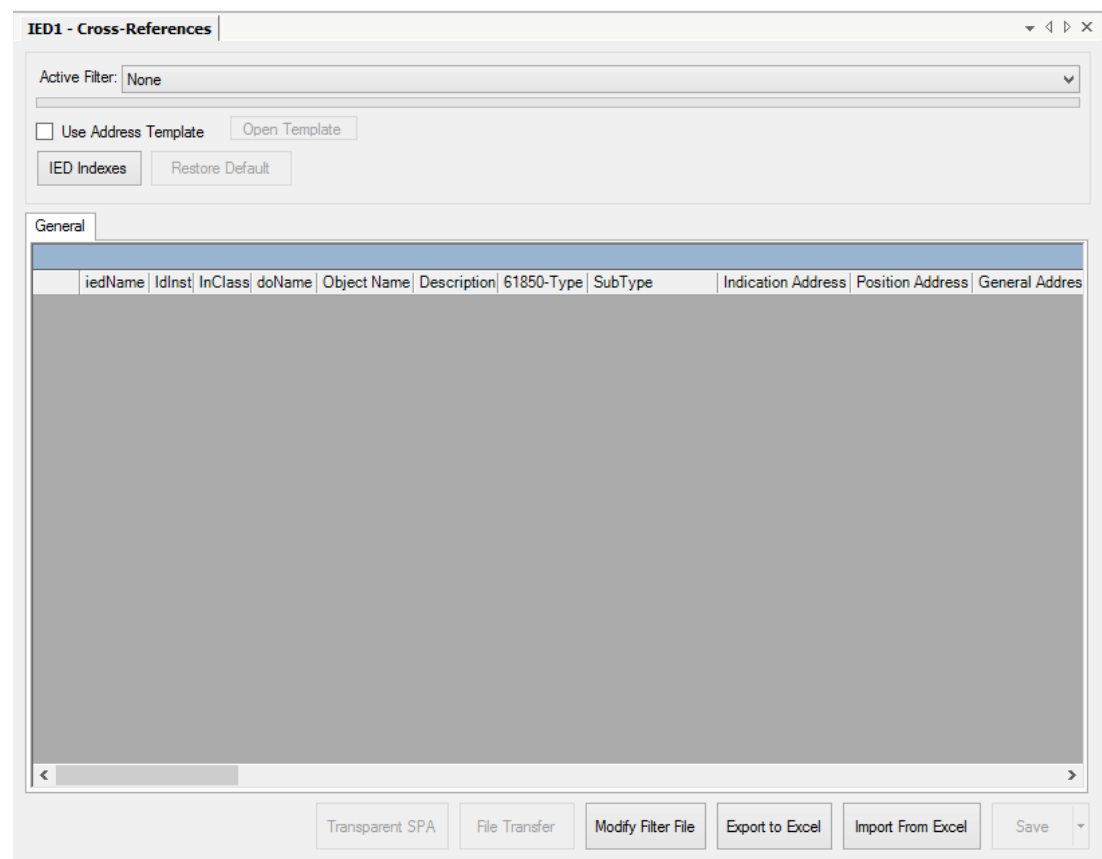 IED1 - Cross-References
Active Filter: None
Use Address Template Open Template
IED Indexes Restore Default
General
iedName IdInst InClass doName Object Name Description 61850-Type SubType Indication Address Position Address General Addres
Transparent SPA File Transfer Modify Filter File Export to Excel Import From Excel Save